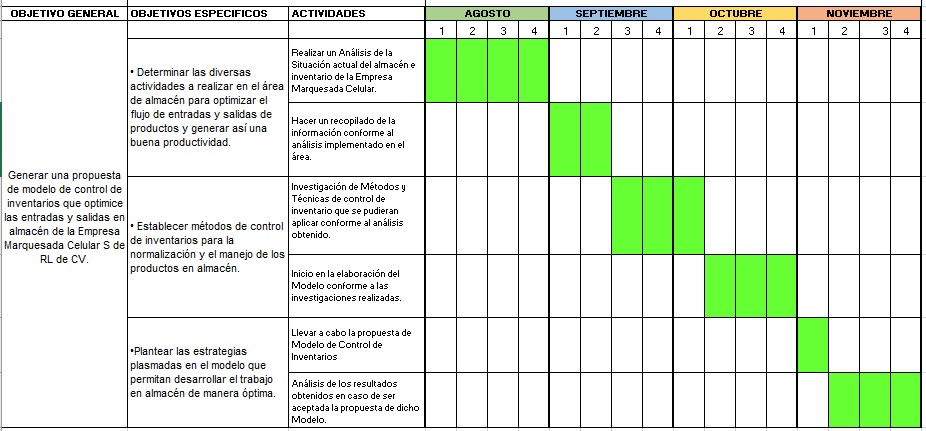 OBJETIVO GENERAL OBJETIVOS ESPECIFICOS ACTIVIDADES AGOSTO SEPTIEMBRE OCTUBRE NOVIEMBRE
1 2 3 4 1 2 3 4 1 2 3 4 1 2 3 4
Generar una propuesta
de modelo de control de
inventarios que optimice
las entradas y salidas en
almacén de la Empresa
Marquesada Celular S de
RL de CV.
• Determinar las diversas
actividades a realizar en el área
de almacén para optimizar el
flujo de entradas y salidas de
productos y generar así una
buena productividad.
Realizar un Análisis de la
Situación actual del almacén e
inventario de la Empresa
Marquesada Celular.
Hacer un recopilado de la
información conforme al
análisis implementado en el
área.
• Establecer métodos de control
de inventarios para la
normalización y el manejo de los
productos en almacén.
Investigación de Métodos y
Técnicas de control de
inventario que se pudieran
aplicar conforme al análisis
obtenido.
Inicio en la elaboración del
Modelo conforme a las
investigaciones realizadas.
•Plantear las estrategias
plasmadas en el modelo que
permitan desarrollar el trabajo
en almacén de manera óptima.
Llevar a cabo la propuesta de
Modelo de Control de
Inventarios
Análisis de los resultados
obtenidos en caso de ser
aceptada la propuesta de dicho
Modelo.